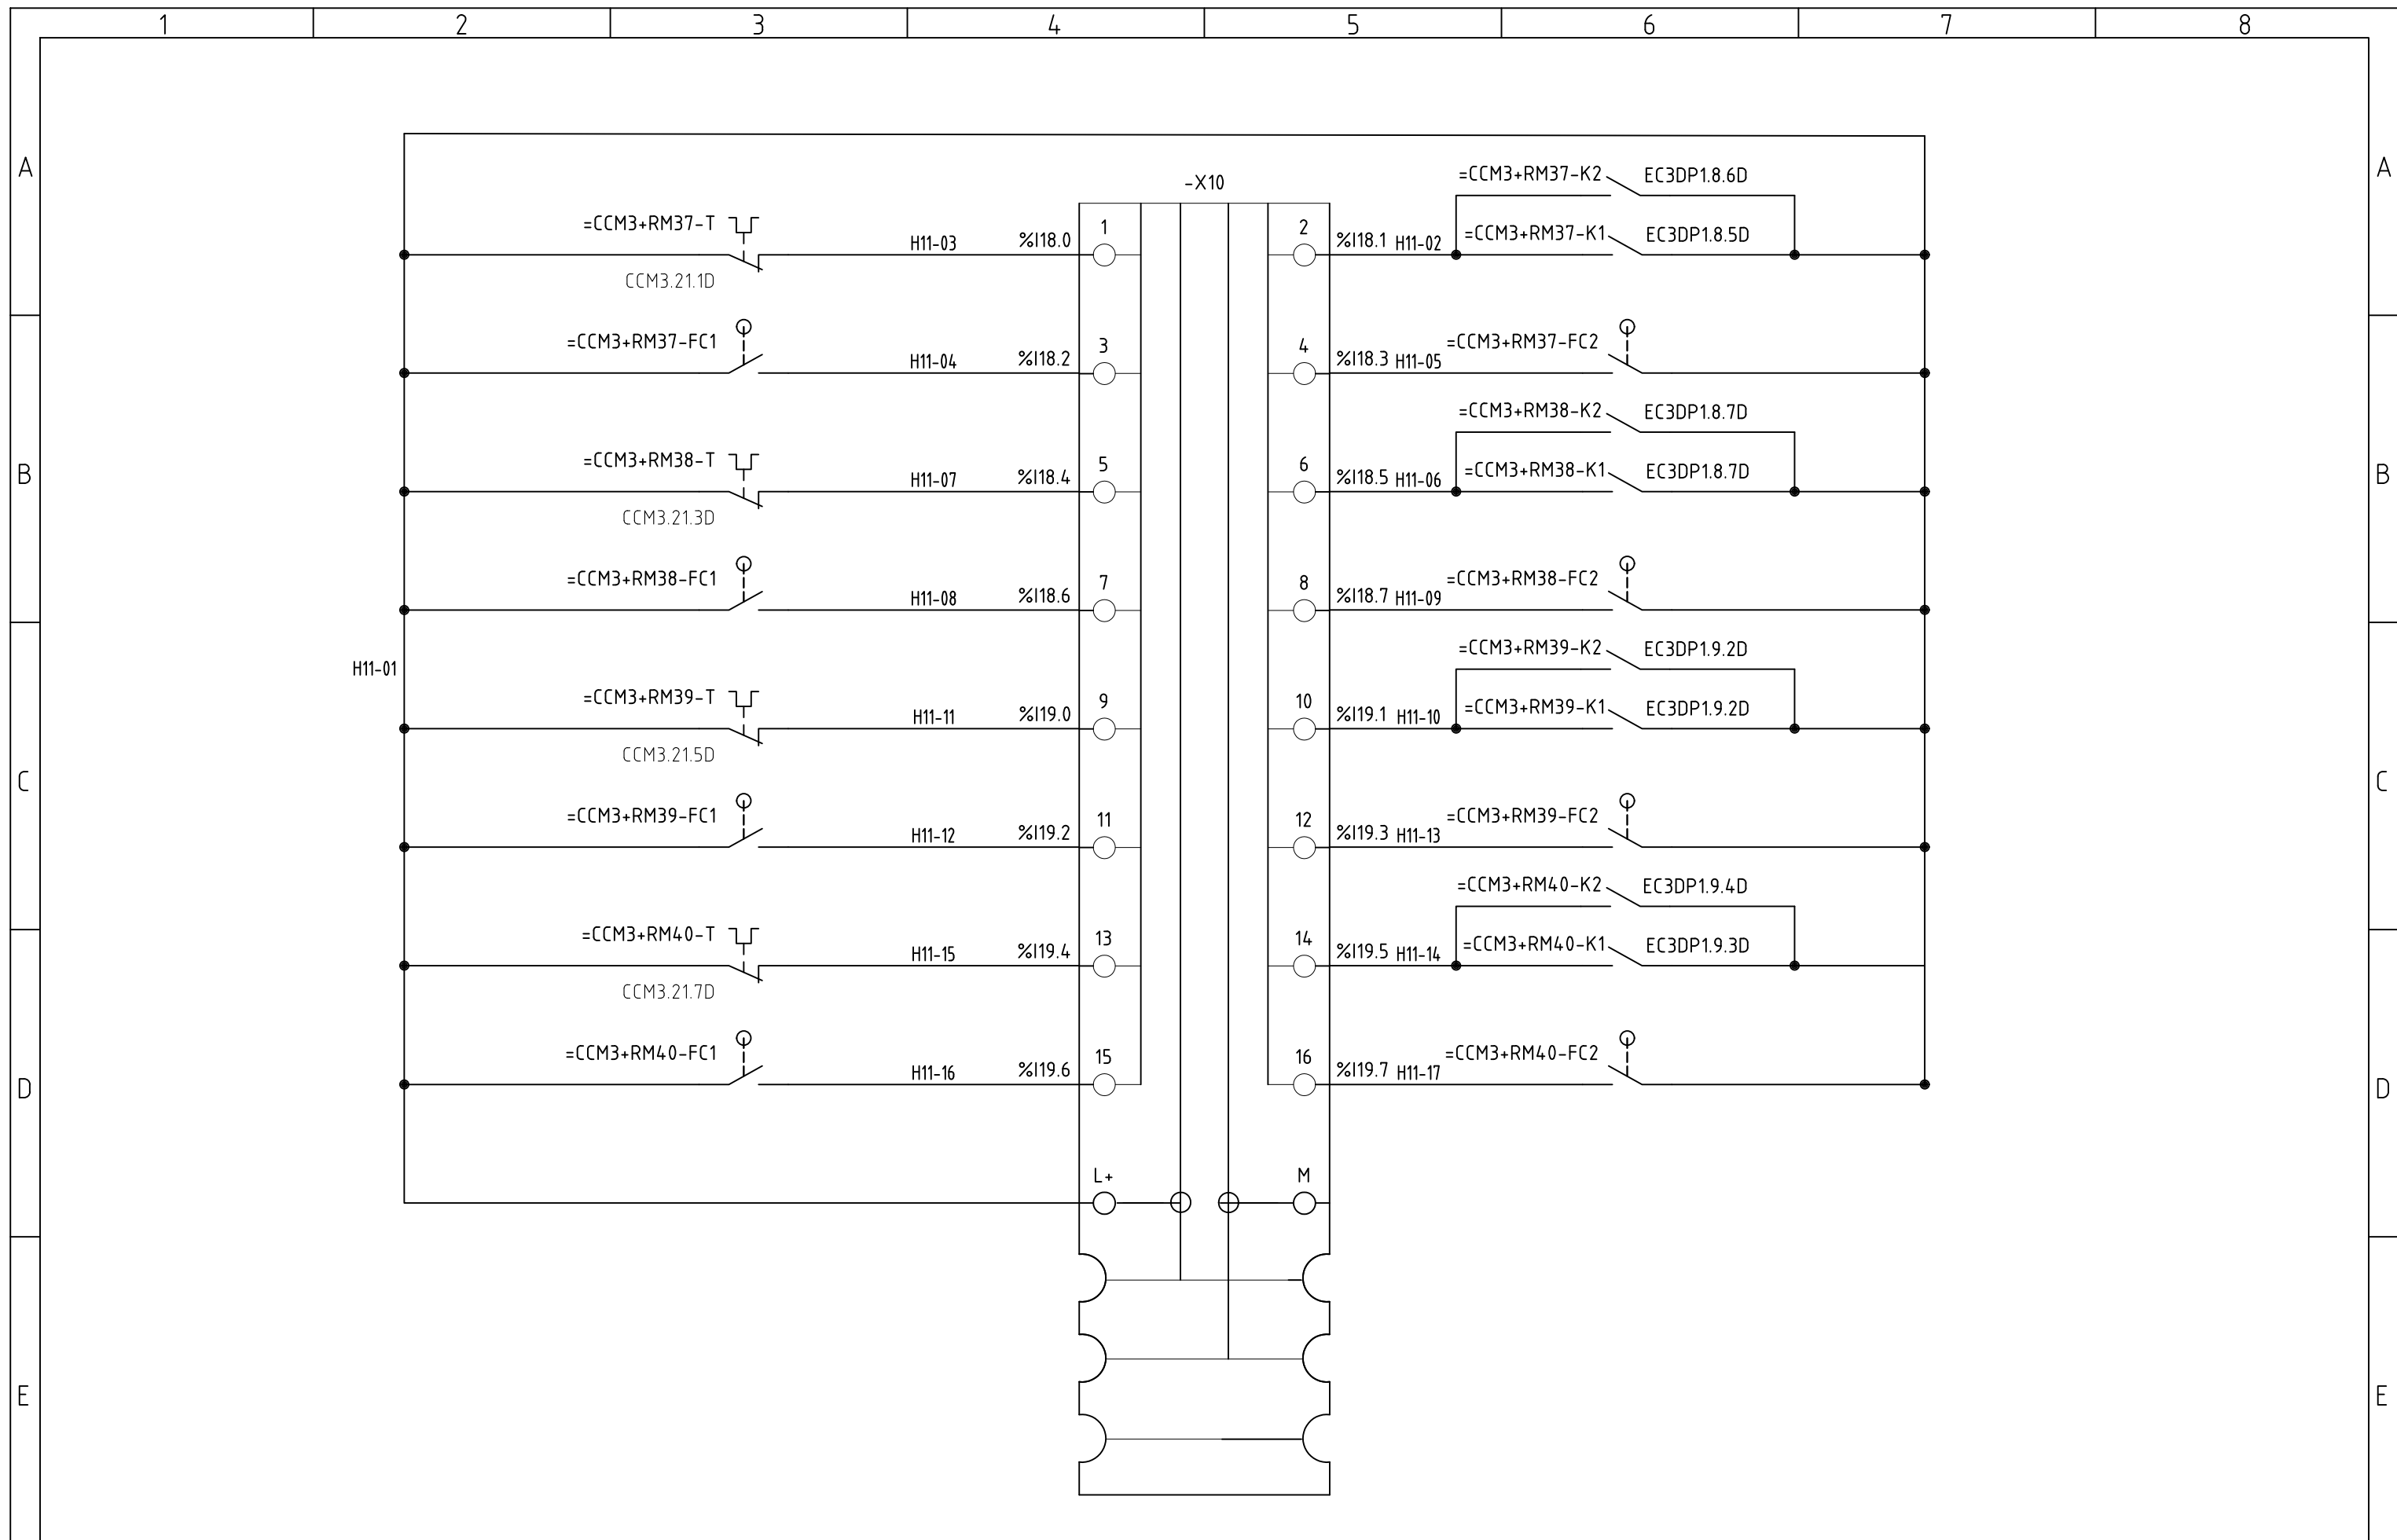 1 2 3 4 5 6 7 8
A A
-X10
=CCM3+RM37-K2 EC3DP1.8.6D
=CCM3+RM37-T H11-03 %I18.0 1 2 %I18.1 H11-02 =CCM3+RM37-K1 EC3DP1.8.5D
CCM3.21.1D
=CCM3+RM37-FC1 H11-04 %I18.2 3 4 %I18.3 H11-05 =CCM3+RM37-FC2
=CCM3+RM38-K2 EC3DP1.8.7D
B B
=CCM3+RM38-T H11-07 %I18.4 5 6 %I18.5 H11-06 =CCM3+RM38-K1 EC3DP1.8.7D
CCM3.21.3D
=CCM3+RM38-FC1 H11-08 %I18.6 7 8 %I18.7 H11-09 =CCM3+RM38-FC2
=CCM3+RM39-K2 EC3DP1.9.2D
H11-01
=CCM3+RM39-T H11-11 %I19.0 9 10 %I19.1 H11-10 =CCM3+RM39-K1 EC3DP1.9.2D
CCM3.21.5D
C C
=CCM3+RM39-FC1 H11-12 %I19.2 11 12 %I19.3 H11-13 =CCM3+RM39-FC2
=CCM3+RM40-K2 EC3DP1.9.4D
=CCM3+RM40-T H11-15 %I19.4 13 14 %I19.5 H11-14 =CCM3+RM40-K1 EC3DP1.9.3D
CCM3.21.7D
=CCM3+RM40-FC1 H11-16 %I19.6 15 16 %I19.7 H11-17 =CCM3+RM40-FC2
D D
L+ M
E E